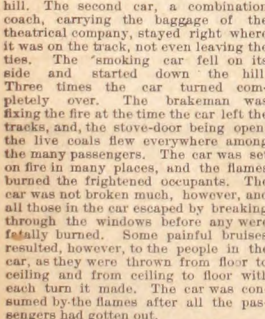 hill. The second car, a combination
coach, carrying the baggage of the
theatrical company, stayed right where
it was on the track, not even leaving the
ties. The smoking car fell on its
side and started down the hill.
Three times the car turned com-
pletely over. The brakeman was
fixing the fire at the time the car left the
tracks, and, the stove-door being open,
the live coals flew everywhere among
the many passengers. The car was set
on fire in many places, and the flames
burned the frightened occupants. The
car was not broken much, however, and
all those in the car escaped by breaking
through the windows before any were
fatally burned. Some painful bruises
resulted, however, to the people in the
car, as they were thrown from floor to
ceiling and from ceiling to floor with
each turn it made. The car was con-
sumed by the flames after all the pas-
sengers had gotten out.